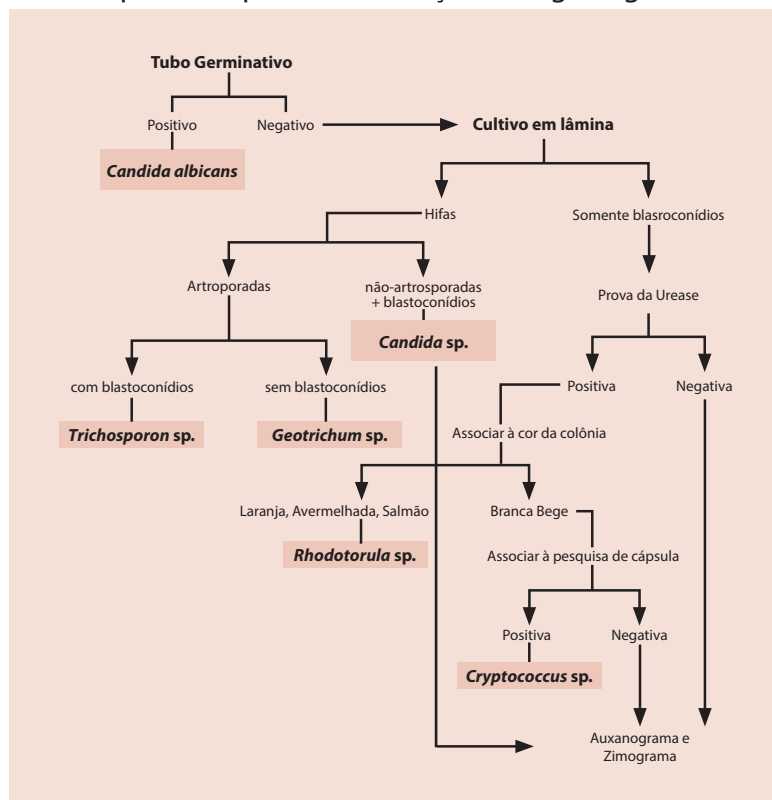 Tubo Germinativo
Positivo
Negativo
Cultivo em lâmina
Candida albicans
Hifas
Somente blasroconídios
Artroporadas
não-artrosporadas
+ blastoconídios
Prova da Urease
Candida sp.
com blastoconídios
sem blastoconídios
Positiva
Negativa
Trichosporon sp.
Geotrichum sp.
Associar à cor da colônia
Laranja, Avermelhada, Salmão
Branca Bege
Rhodotorula sp.
Associar à pesquisa de cápsula
Positiva
Negativa
Cryptococcus sp.
Auxanograma e
Zimograma